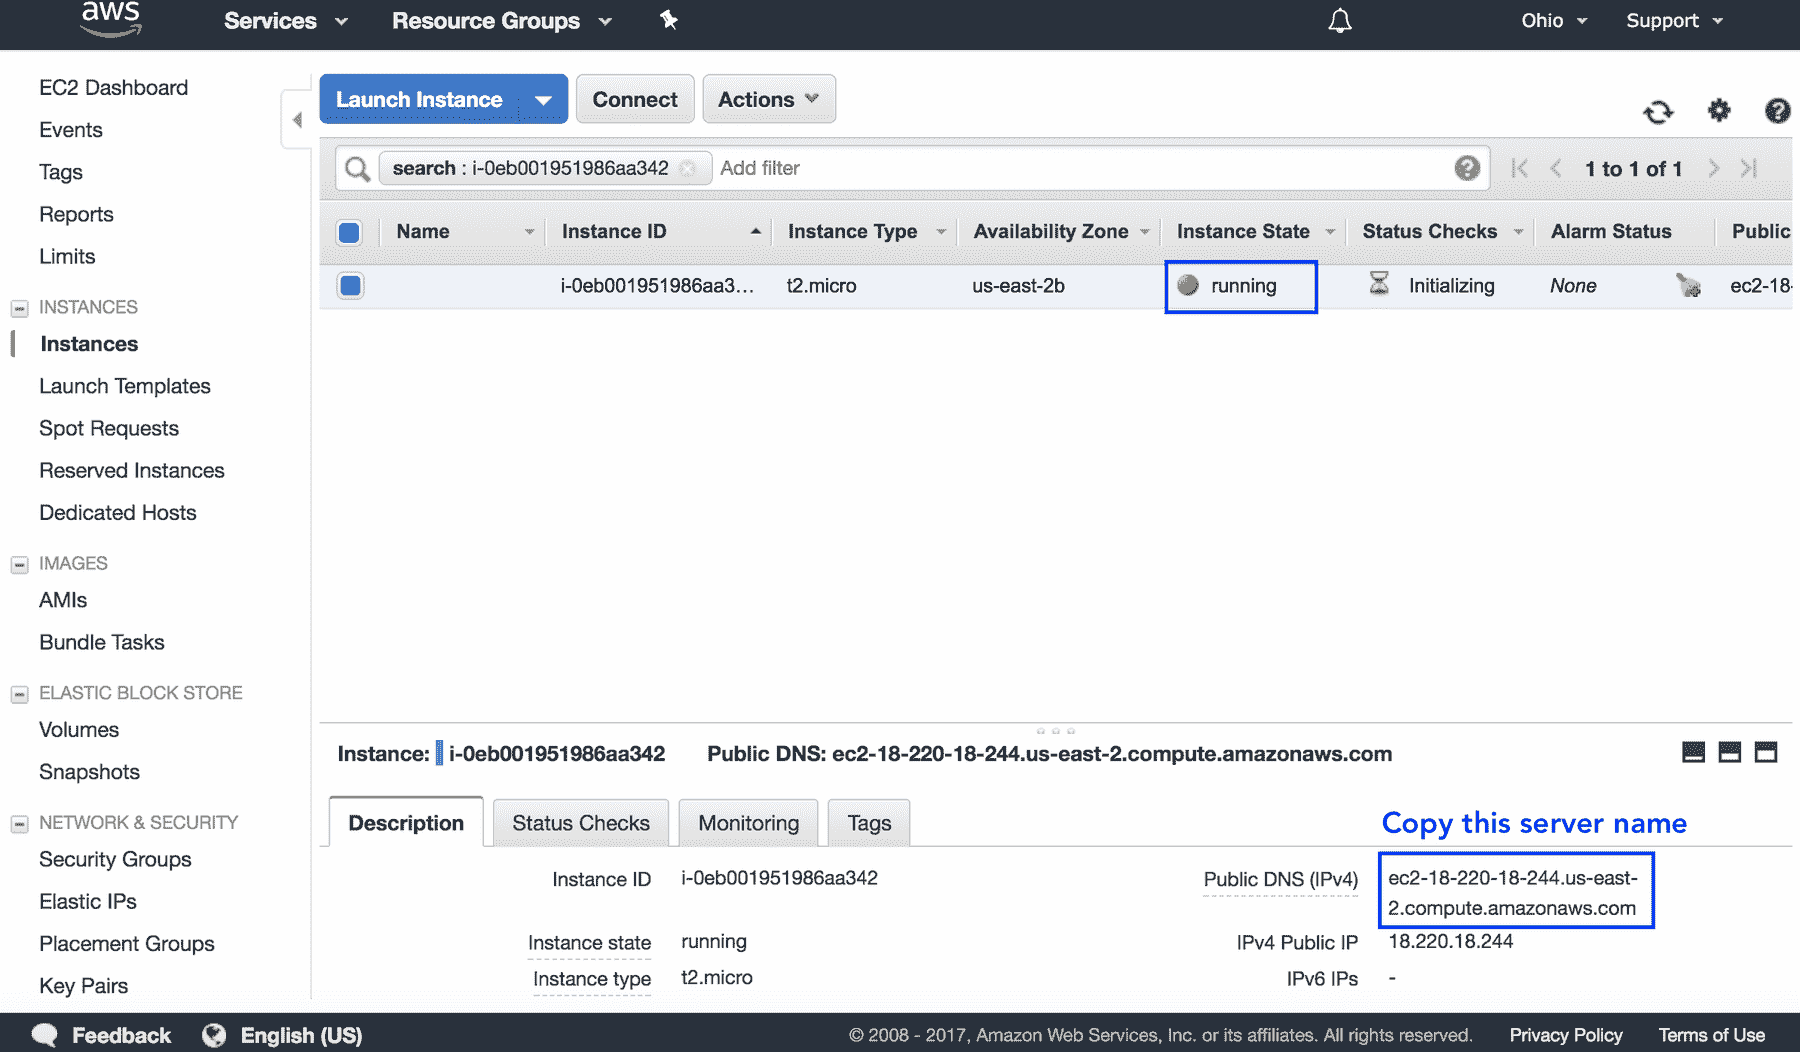 aws Services Resource Groups Ohio Support
EC2 Dashboard
Events
Tags
Reports
Limits
INSTANCES
Instances
Launch Templates
Spot Requests
Reserved Instances
Dedicated Hosts
IMAGES
AMIs
Bundle Tasks
ELASTIC BLOCK STORE
Volumes
Snapshots
NETWORK & SECURITY
Security Groups
Elastic IPs
Placement Groups
Key Pairs
Launch Instance Connect Actions
search : i-0eb001951986aa342 Add filter 1 to 1 of 1
Name Instance ID Instance Type Availability Zone Instance State Status Checks Alarm Status Public
i-0eb001951986aa3... t2.micro us-east-2b running Initializing None ec2-18-
Instance: i-0eb001951986aa342 Public DNS: ec2-18-220-18-244.us-east-2.compute.amazonaws.com
Description Status Checks Monitoring Tags
Copy this server name
Instance ID i-0eb001951986aa342 Public DNS (IPv4) ec2-18-220-18-244.us-east-
2.compute.amazonaws.com
Instance state running IPv4 Public IP 18.220.18.244
Instance type t2.micro IPv6 IPs -
Feedback English (US) © 2008 - 2017, Amazon Web Services, Inc. or its affiliates. All rights reserved. Privacy Policy Terms of Use